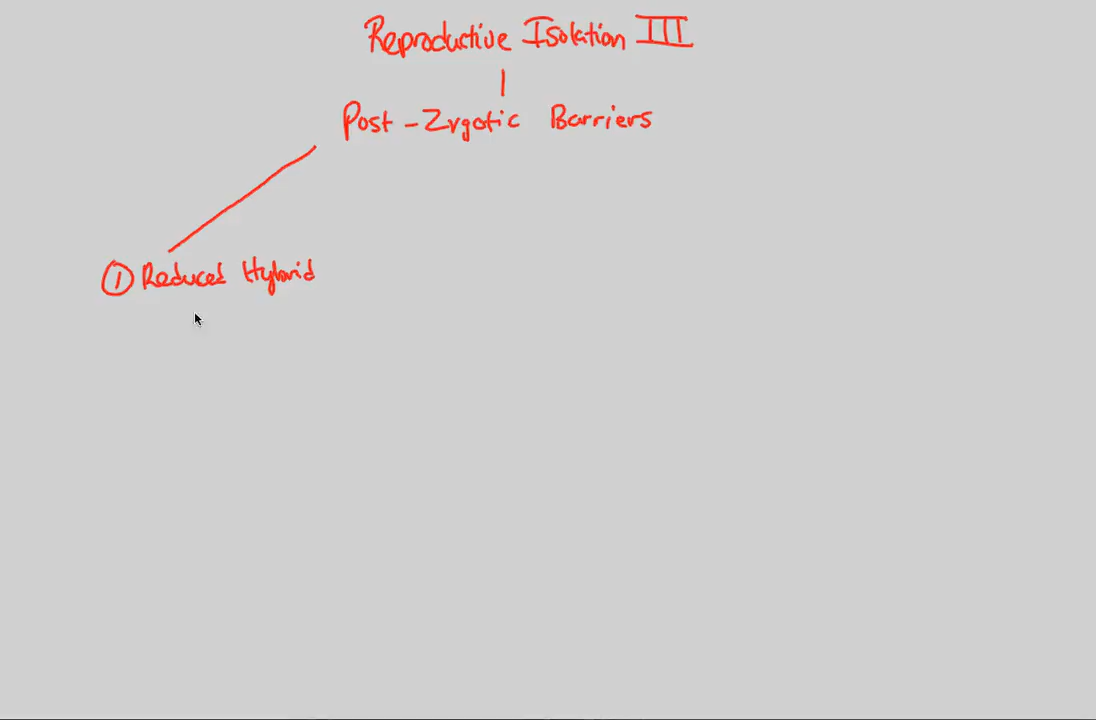 Reproductive Isolation III
Post-Zygotic Barriers
① Reduced Hybrid